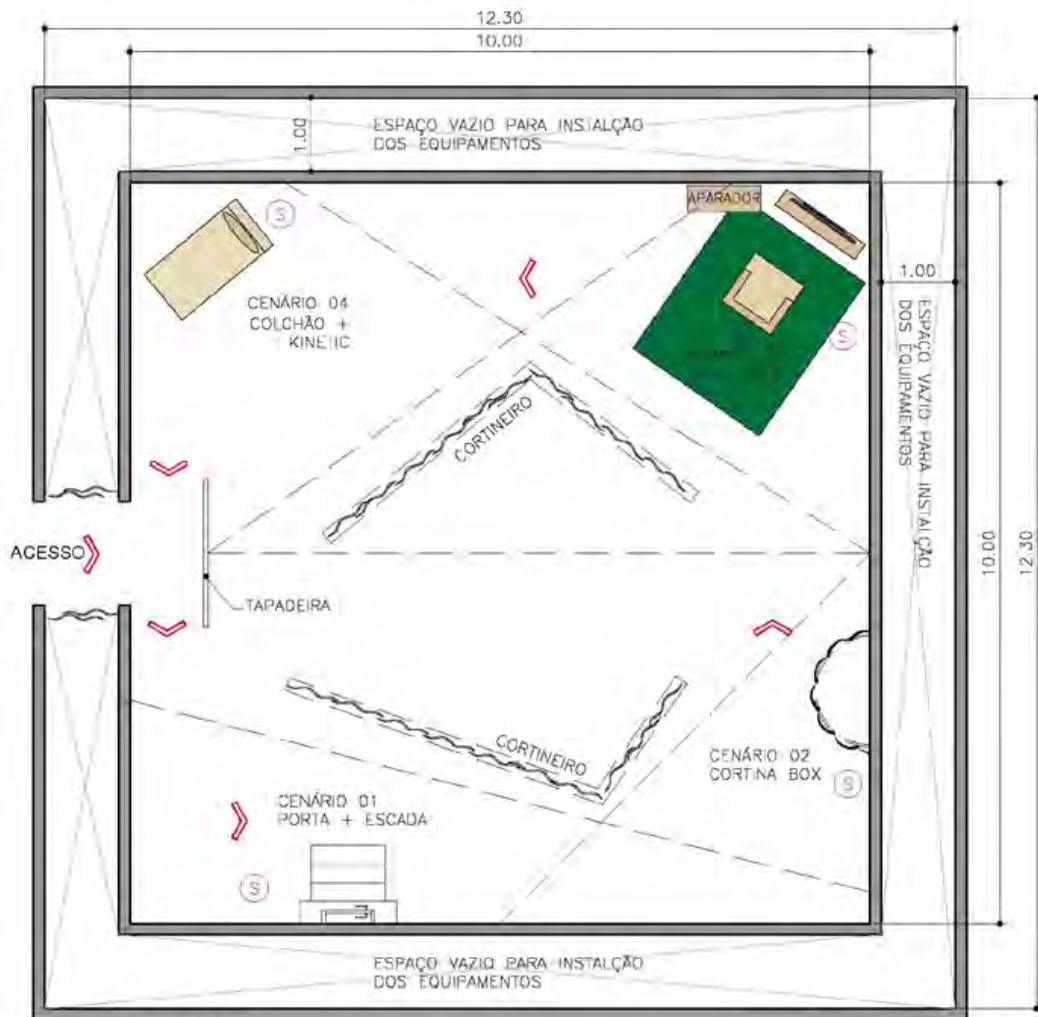 12.30
10.00
ESPAÇO VAZIO PARA INSTALÇÃO
DOS EQUIPAMENTOS
1.00
APARADOR
S
CENÁRIO 04
COLCHÃO +
KINETIC
1.00
ESPAÇO VAZIO PARA INSTALÇÃO
DOS EQUIPAMENTOS
S
CORTINEIRO
ACESSO
10.00
12.30
TAPADEIRA
CORTINEIRO
CENÁRIO 02
CORTINA BOX
S
CENÁRIO 01
PORTA + ESCADA
S
ESPAÇO VAZIO PARA INSTALÇÃO
DOS EQUIPAMENTOS